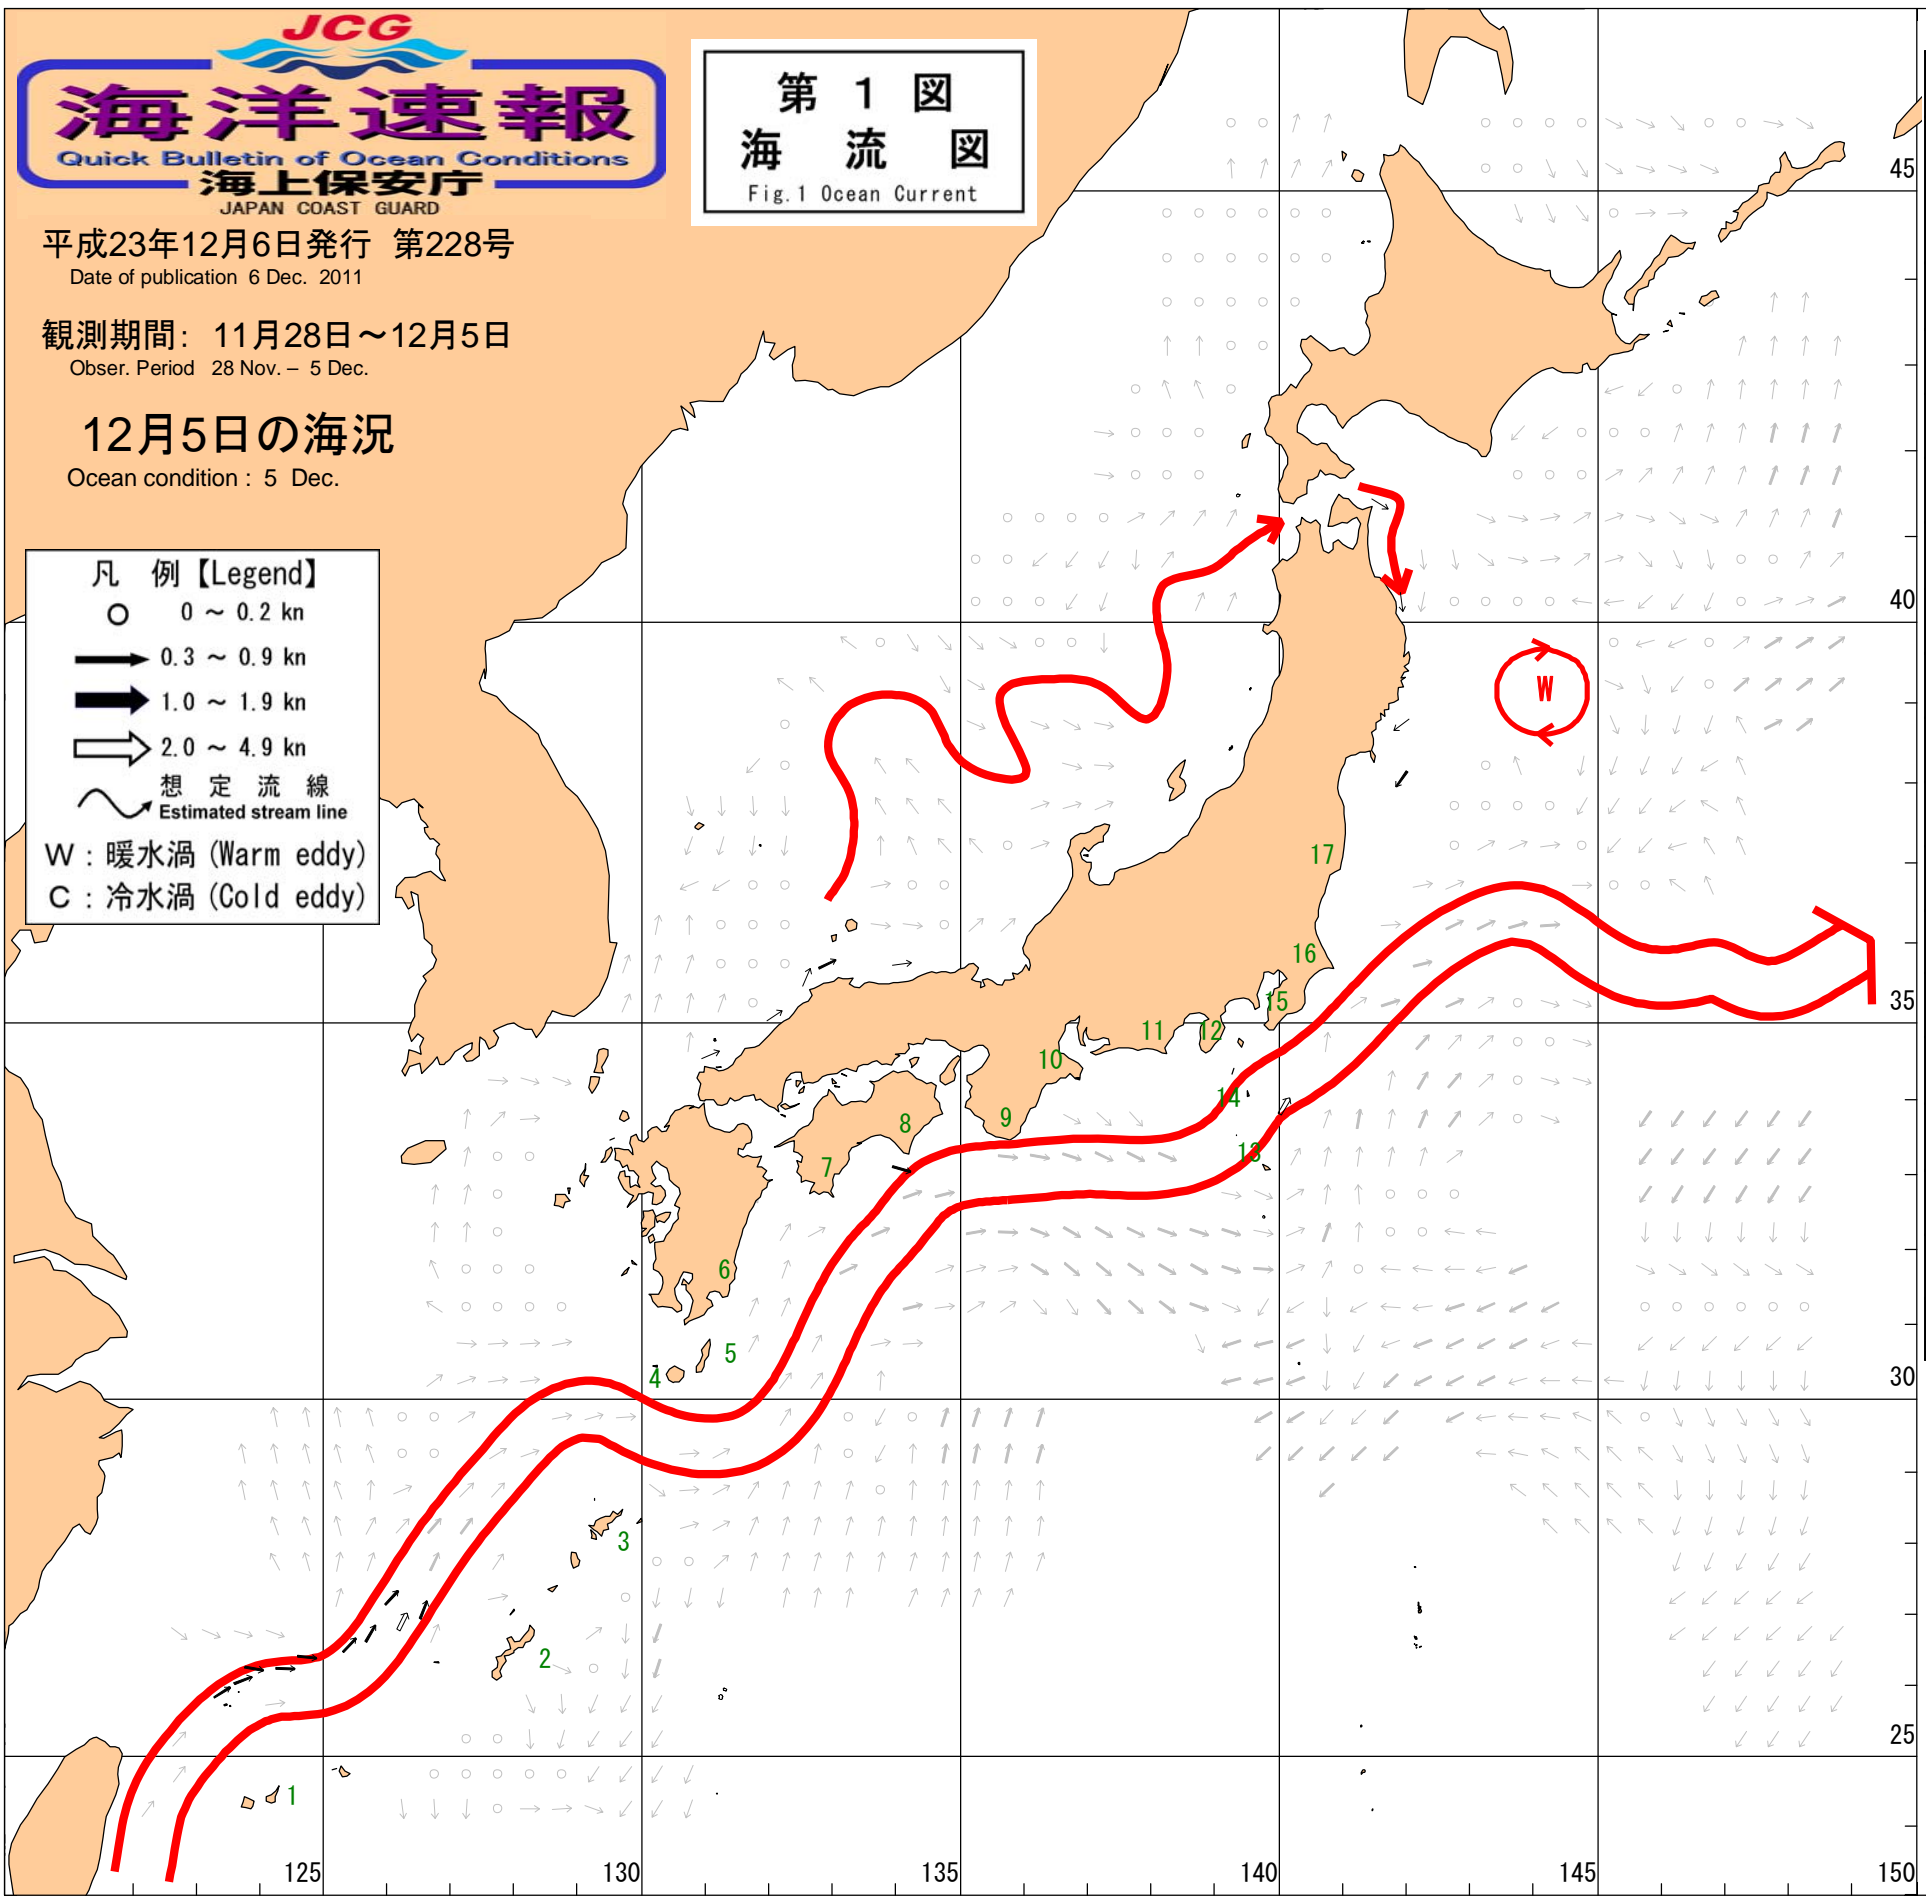 JCG
海洋速報
Quick Bulletin of Ocean Conditions
海上保安庁
JAPAN COAST GUARD
第 1 図
海 流 図
Fig.1 Ocean Current
平成23年12月6日発行 第228号
Date of publication 6 Dec. 2011
観測期間: 11月28日~12月5日
Obser. Period 28 Nov. – 5 Dec.
12月5日の海況
Ocean condition : 5 Dec.
凡 例【Legend】
0 ~ 0.2 kn
0.3 ~ 0.9 kn
1.0 ~ 1.9 kn
2.0 ~ 4.9 kn
想 定 流 線
Estimated stream line
W : 暖水渦 (Warm eddy)
C : 冷水渦 (Cold eddy)
45
40
W
17
16
35
15
12
11
10
14
9
8
13
7
6
5
4
30
3
2
25
1
125
130
135
140
145
150